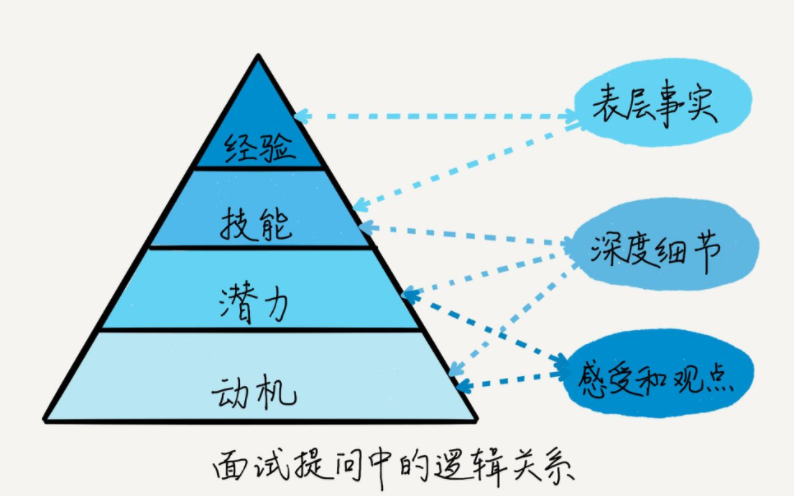 经验
表层事实
技能
深度细节
潜力
感受和观点
动机
面试提问中的逻辑关系